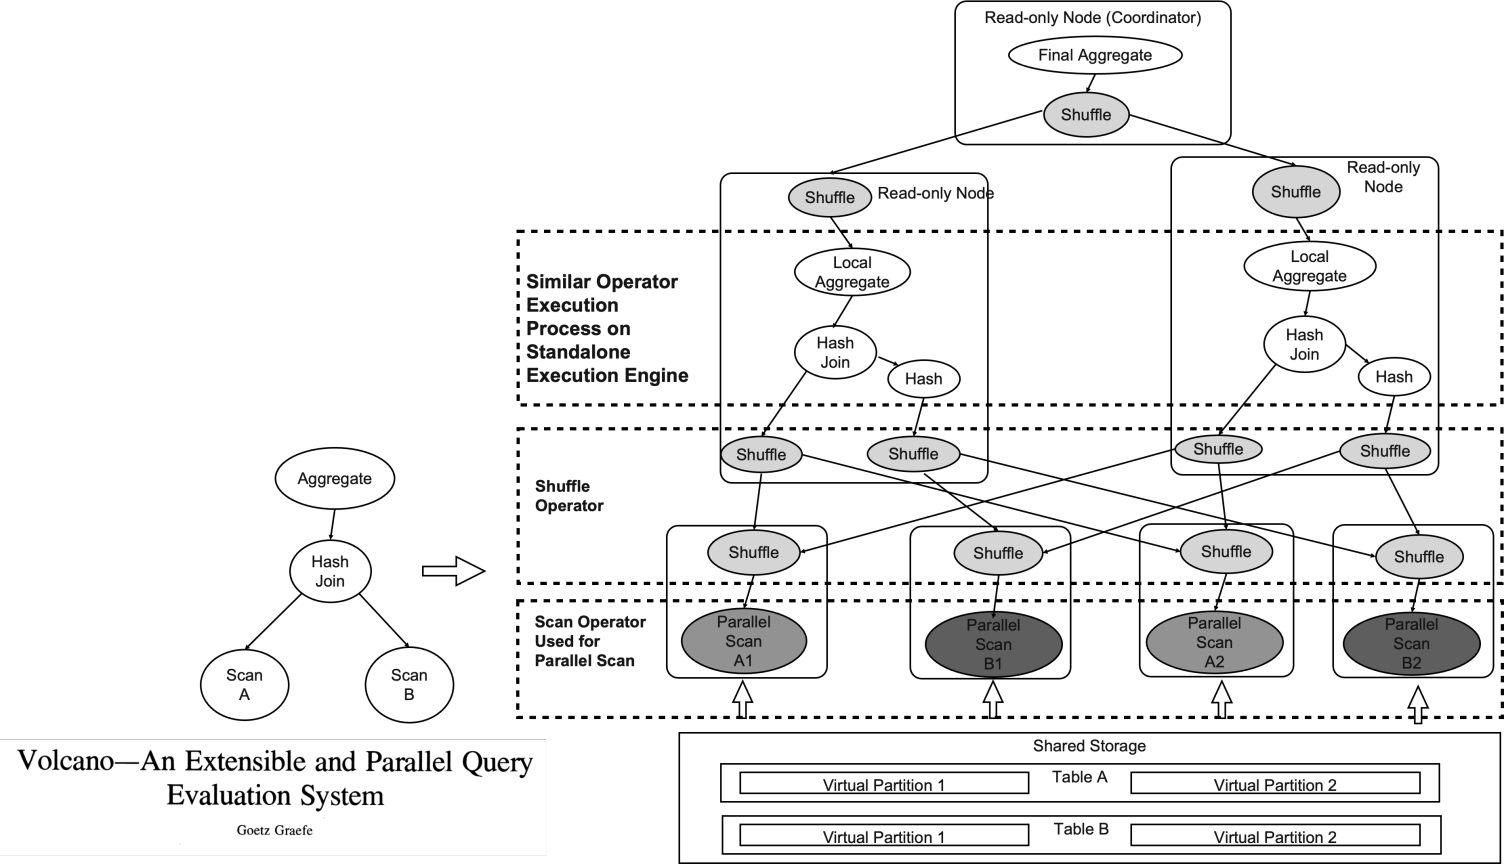 Read-only Node (Coordinator)
Final Aggregate
Shuffle
Shuffle
Read-only Node
Shuffle
Read-only
Node
Similar Operator
Execution
Process on
Standalone
Execution Engine
Local
Aggregate
Hash
Join
Hash
Local
Aggregate
Hash
Join
Hash
Shuffle
Operator
Shuffle
Shuffle
Shuffle
Shuffle
Shuffle
Shuffle
Shuffle
Shuffle
Scan Operator
Used for
Parallel Scan
Parallel
Scan
A1
Parallel
Scan
B1
Parallel
Scan
A2
Parallel
Scan
B2
Aggregate
Hash
Join
Scan
A
Scan
B
Shared Storage
Table A
Virtual Partition 1
Virtual Partition 2
Table B
Virtual Partition 1
Virtual Partition 2
Volcano—An Extensible and Parallel Query
Evaluation System
Goetz Graefe